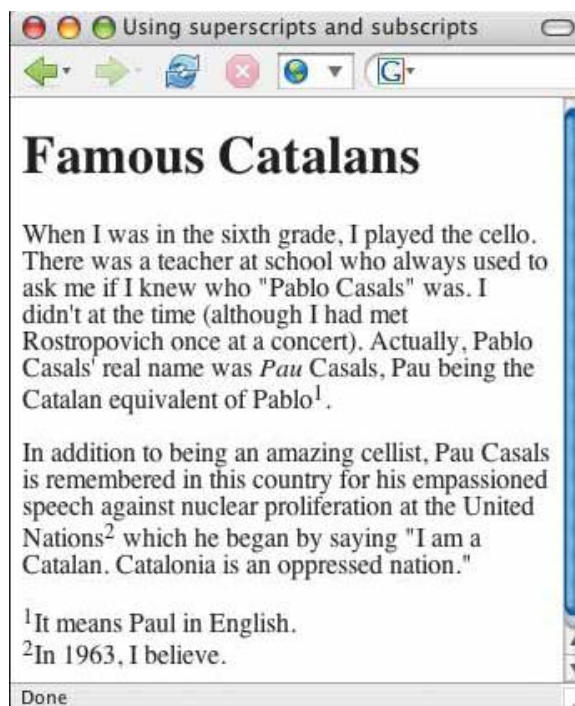 Using superscripts and subscripts
G
Famous Catalans
When I was in the sixth grade, I played the cello.
There was a teacher at school who always used to
ask me if I knew who "Pablo Casals" was. I
didn't at the time (although I had met
Rostropovich once at a concert). Actually, Pablo
Casals' real name was Pau Casals, Pau being the
Catalan equivalent of Pablo¹.
In addition to being an amazing cellist, Pau Casals
is remembered in this country for his empassioned
speech against nuclear proliferation at the United
Nations² which he began by saying "I am a
Catalan. Catalonia is an oppressed nation."
¹It means Paul in English.
²In 1963, I believe.
Done